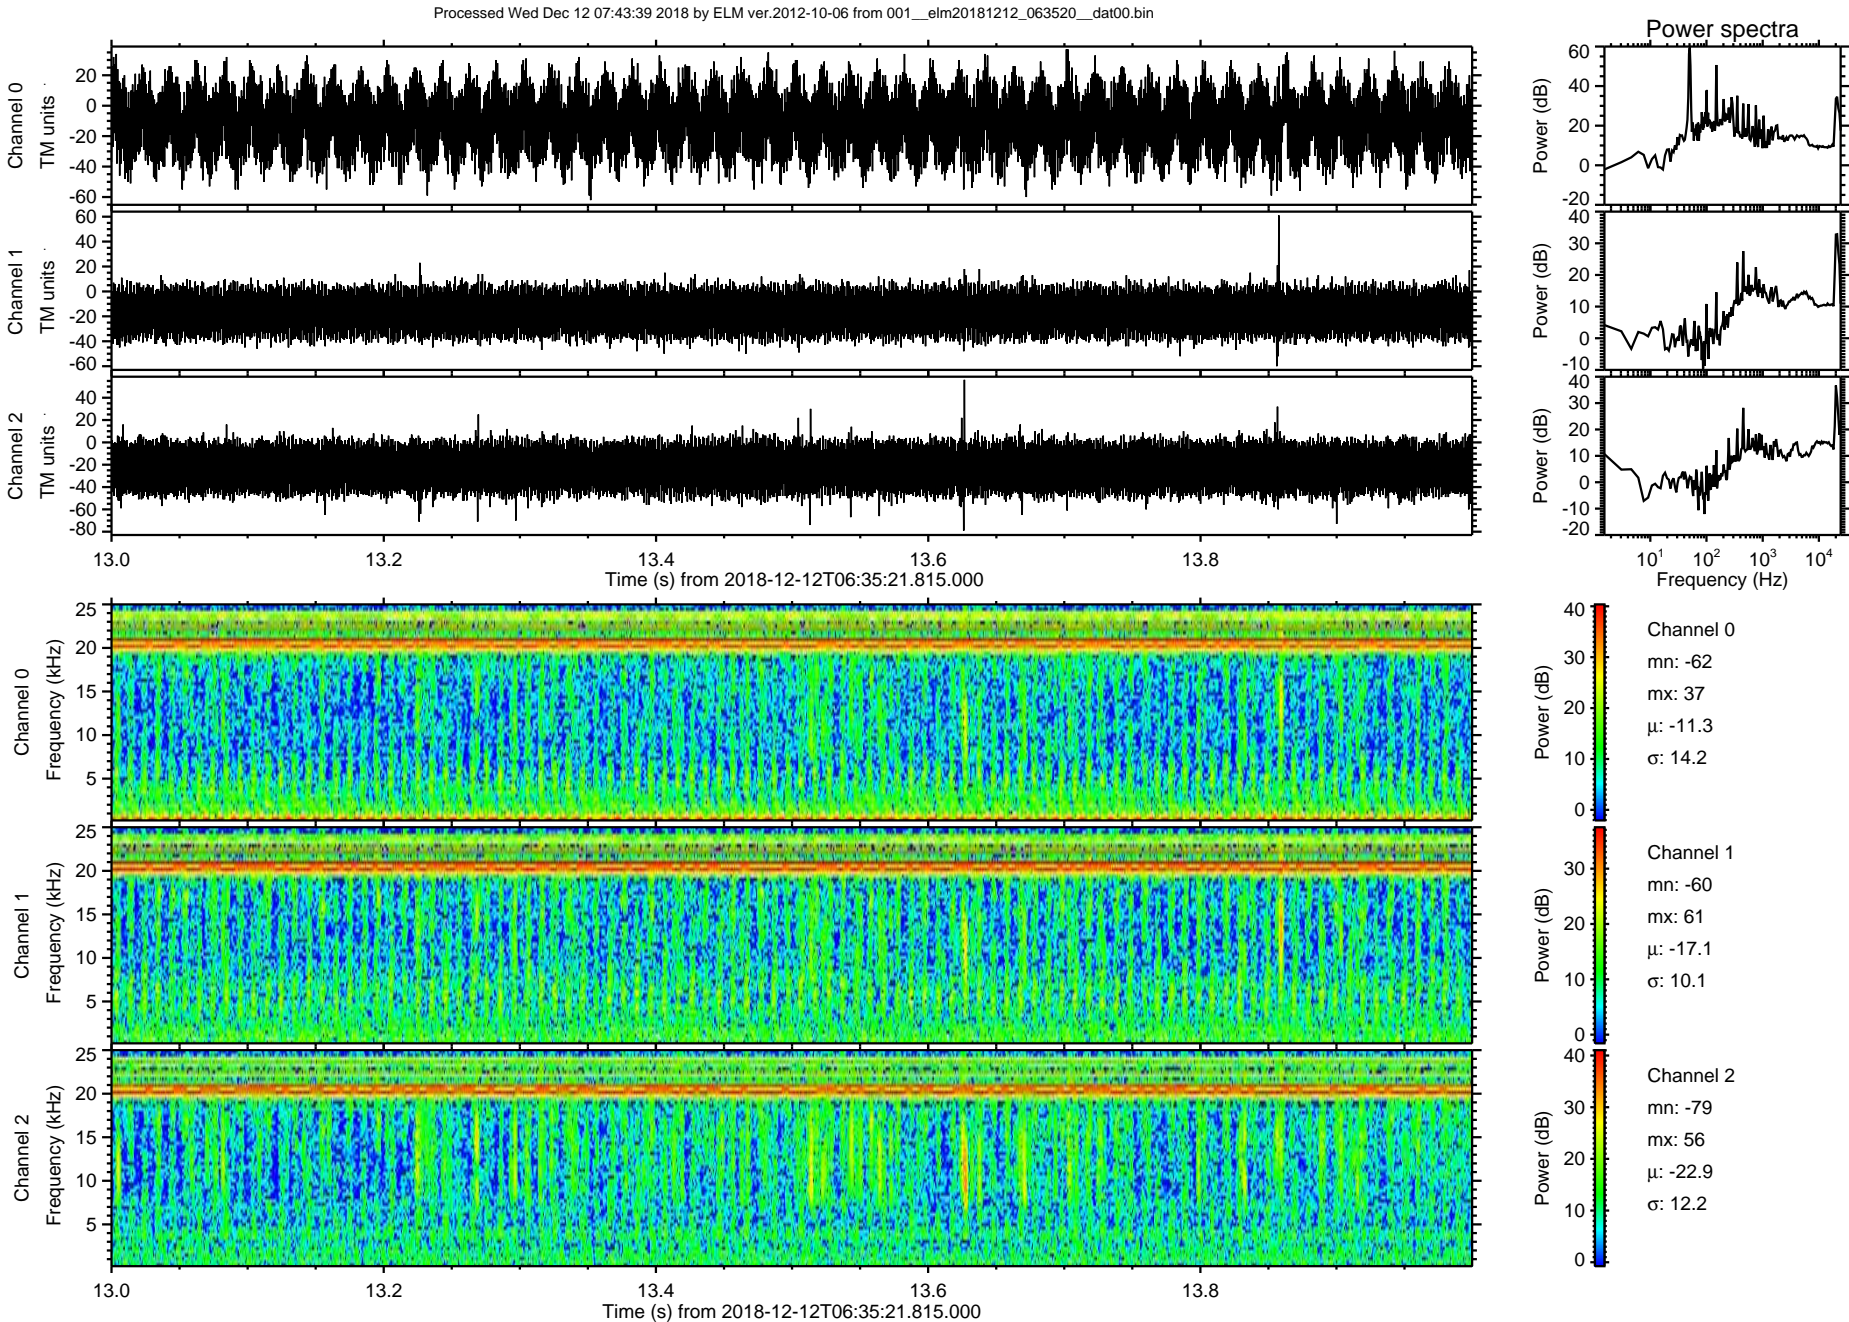 Processed Wed Dec 12 07:43:39 2018 by ELM ver.2012-10-06 from 001__elm20181212_063520__dat00.bin
Power spectra
Channel 0
TM units
20
0
-20
-40
-60
Power (dB)
60
40
20
0
-20
Channel 1
TM units
60
40
20
0
-20
-40
-60
Power (dB)
40
30
20
10
0
-10
Channel 2
TM units
40
20
0
-20
-40
-60
-80
Power (dB)
40
30
20
10
0
-10
-20
13.0 13.2 13.4 13.6 13.8
Time (s) from 2018-12-12T06:35:21.815.000
10^1 10^2 10^3 10^4
Frequency (Hz)
Channel 0
Frequency (kHz)
25
20
15
10
5
Power (dB)
40
30
20
10
0
Channel 0
mn: -62
mx: 37
μ: -11.3
σ: 14.2
Channel 1
Frequency (kHz)
25
20
15
10
5
Power (dB)
30
20
10
0
Channel 1
mn: -60
mx: 61
μ: -17.1
σ: 10.1
Channel 2
Frequency (kHz)
25
20
15
10
5
Power (dB)
40
30
20
10
0
Channel 2
mn: -79
mx: 56
μ: -22.9
σ: 12.2
13.0 13.2 13.4 13.6 13.8
Time (s) from 2018-12-12T06:35:21.815.000